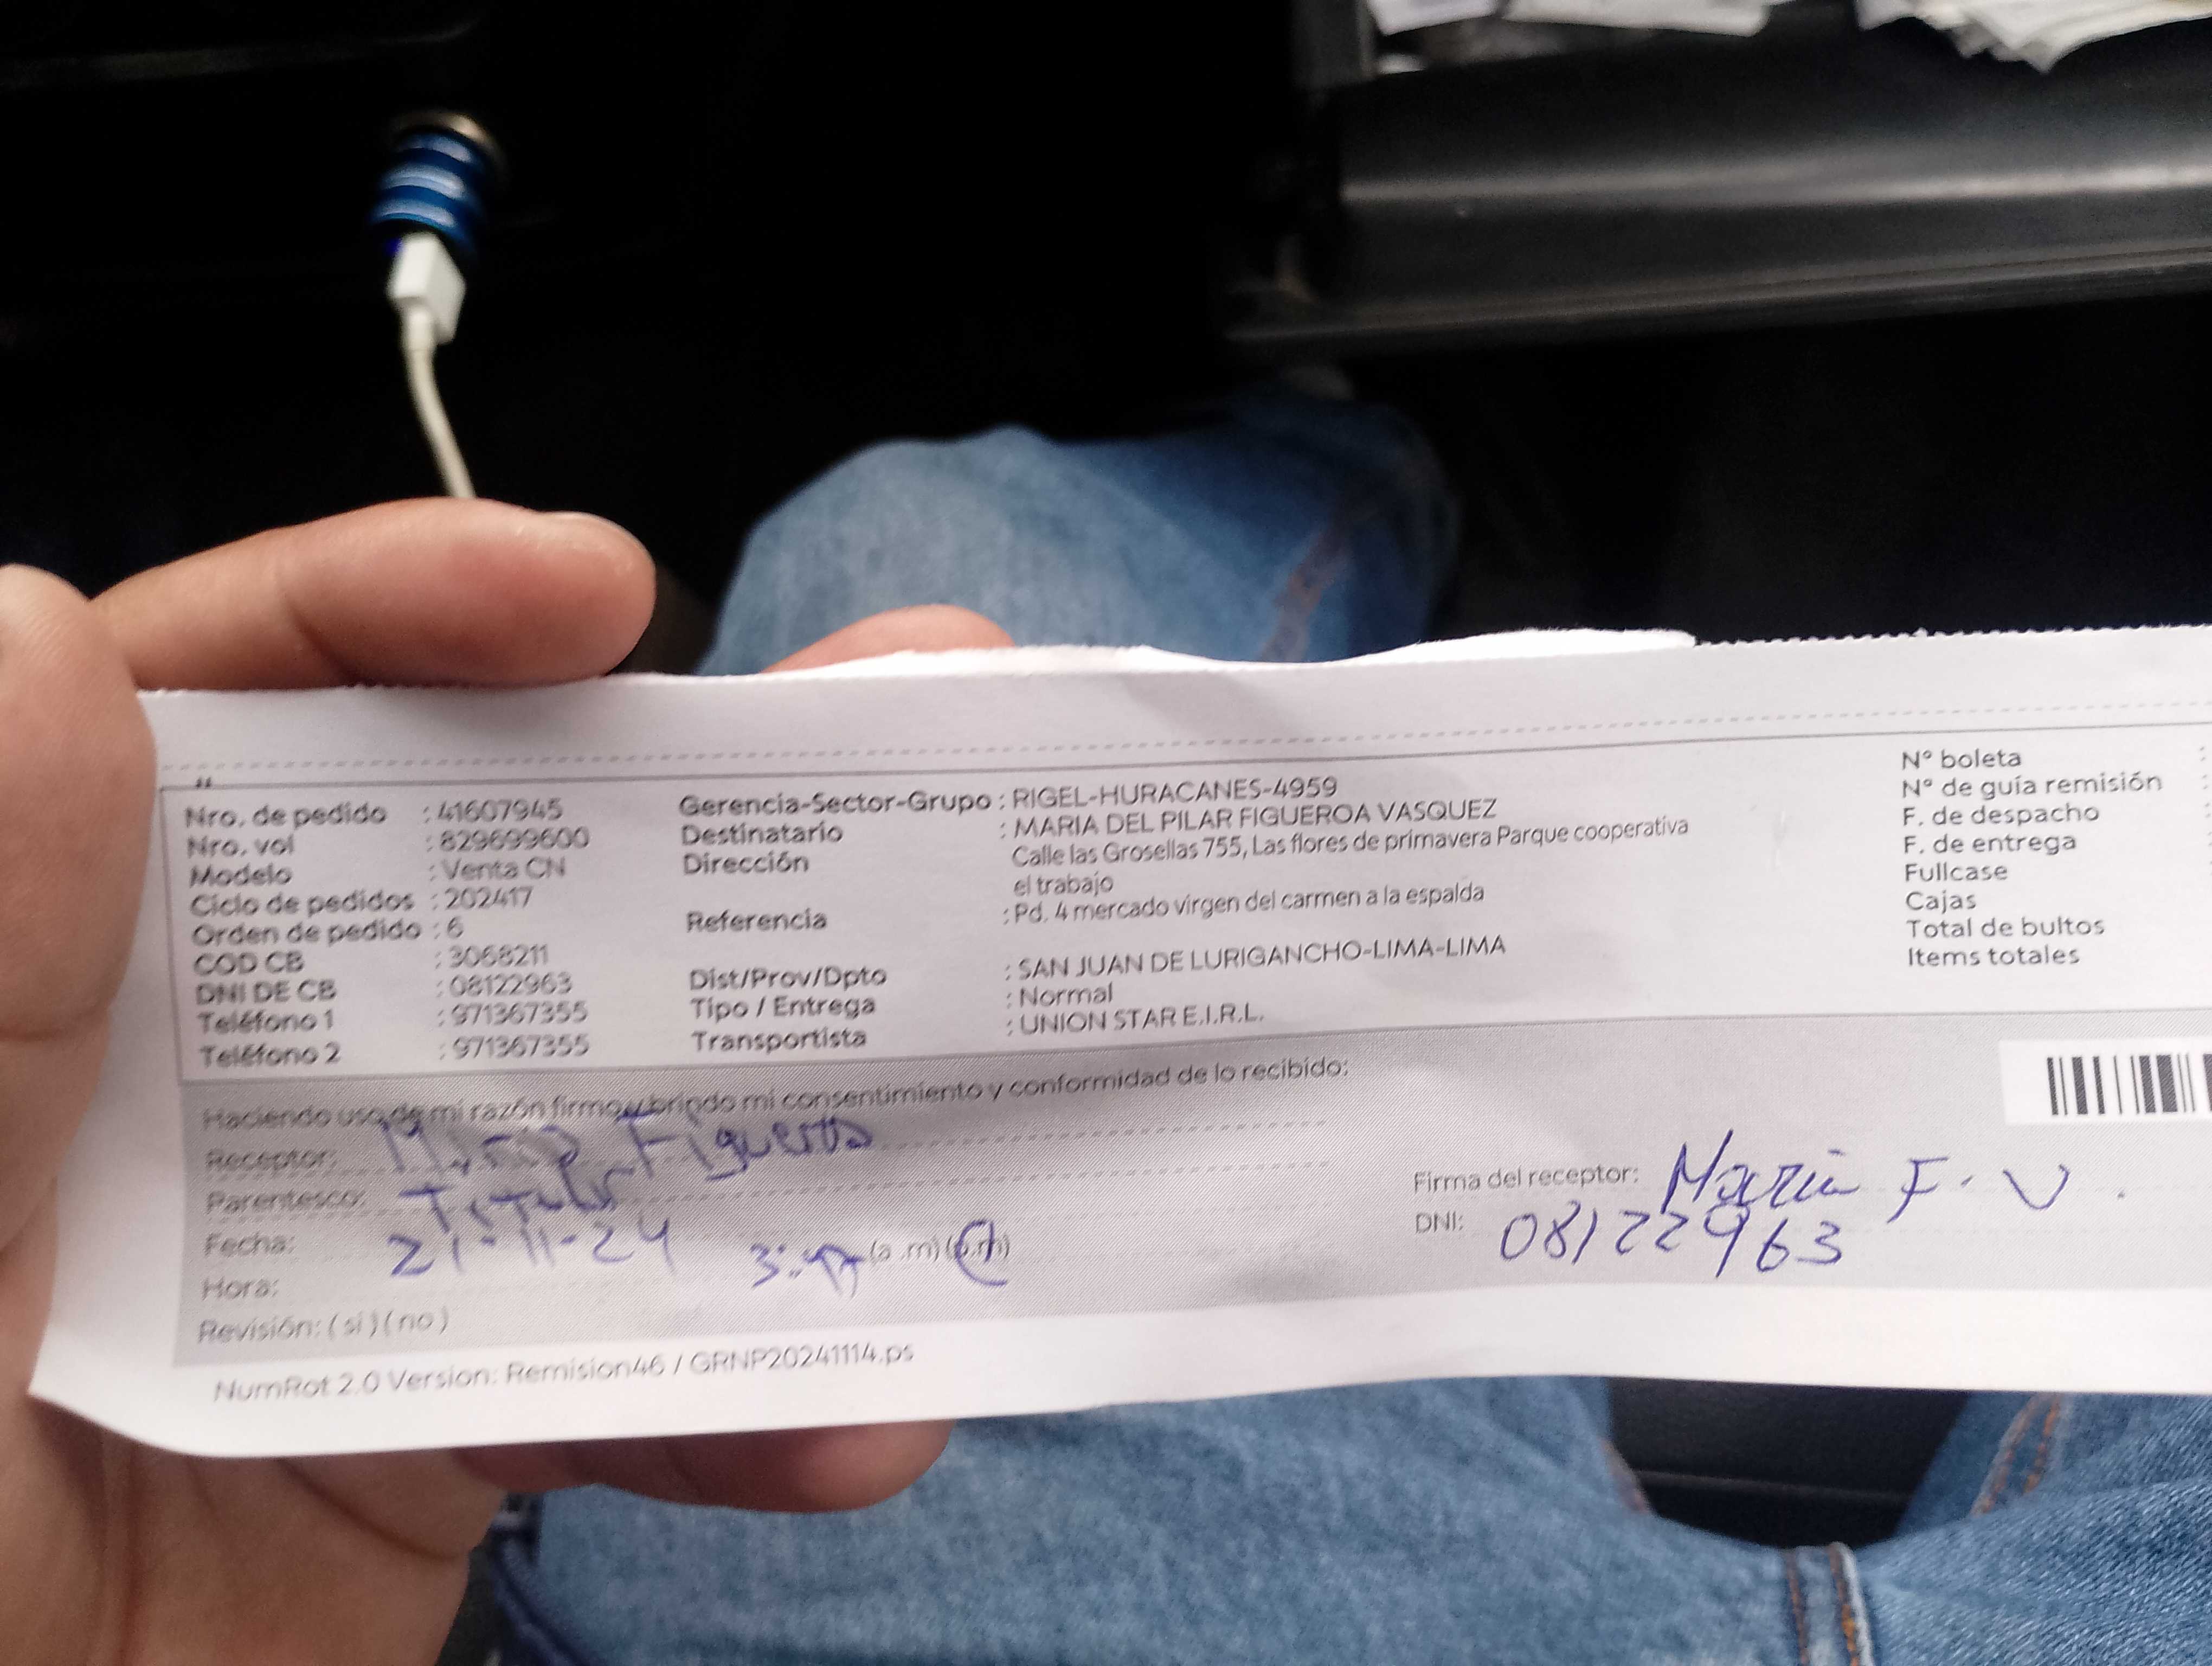 Nro. de pedido : 41607945 Gerencia-Sector-Grupo : RIGEL-HURACANES-4959 N° boleta :
Nro. vol : 829699600 Destinatario : MARIA DEL PILAR FIGUEROA VASQUEZ N° de guía remisión :
Modelo : Venta CN Dirección Calle las Grosellas 755, Las flores de primavera Parque cooperativa F. de despacho
Ciclo de pedidos : 202417 el trabajo F. de entrega
Orden de pedido : 6 Referencia : Pd. 4 mercado virgen del carmen a la espalda Fullcase
COD CB : 3068211 Cajas
DNI DE CB : 08122963 Dist/Prov/Dpto : SAN JUAN DE LURIGANCHO-LIMA-LIMA Total de bultos
Teléfono 1 : 971367355 Tipo / Entrega : Normal Items totales
Teléfono 2 : 971367355 Transportista : UNION STAR E.I.R.L.
Haciendo uso de mi razón firmo y brindo mi consentimiento y conformidad de lo recibido:
Receptor: Maria Figueroa
Parentesco: Titular Firma del receptor: Maria F. V.
Fecha: 21-11-24 DNI: 08122963
Hora: (a .m) (p.m)
Revisión: ( si ) ( no )
NumRot 2.0 Version: Remision46 / GRNP20241114.ps